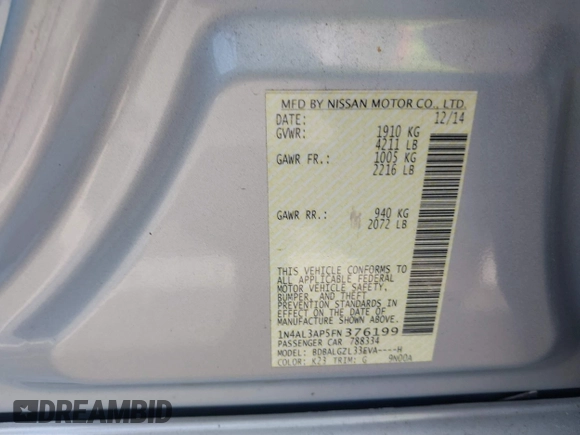 MFD BY NISSAN MOTOR CO., LTD.
DATE: 12/14
GVWR: 1910 KG
4211 LB
GAWR FR.: 1005 KG
2216 LB
GAWR RR.: 940 KG
2072 LB
THIS VEHICLE CONFORMS TO
ALL APPLICABLE FEDERAL
MOTOR VEHICLE SAFETY,
BUMPER, AND THEFT
PREVENTION STANDARDS IN
EFFECT ON THE DATE OF
MANUFACTURE SHOWN ABOVE.
1N4AL3AP5FN376199
PASSENGER CAR 788334
MODEL: BDBALGZL33EVA----H
COLOR: K23 TRIM: G 9N00A
DREAMBID